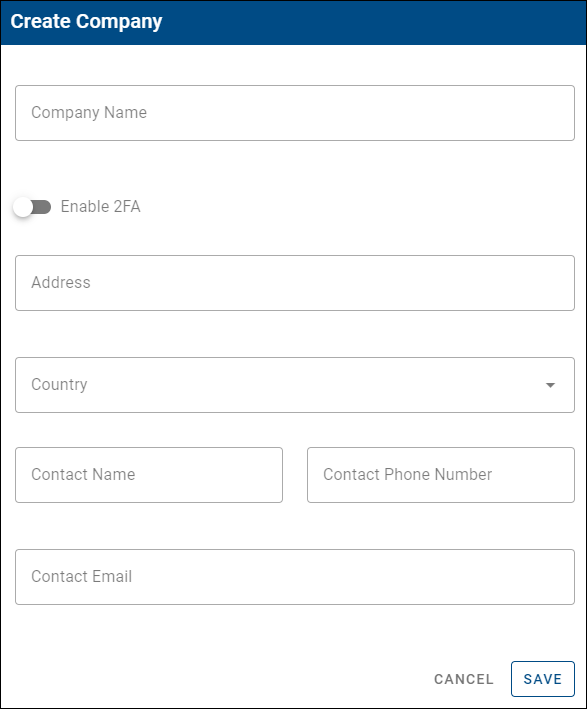 Create Company
Company Name
Enable 2FA
Address
Country
Contact Name
Contact Phone Number
Contact Email
CANCEL
SAVE